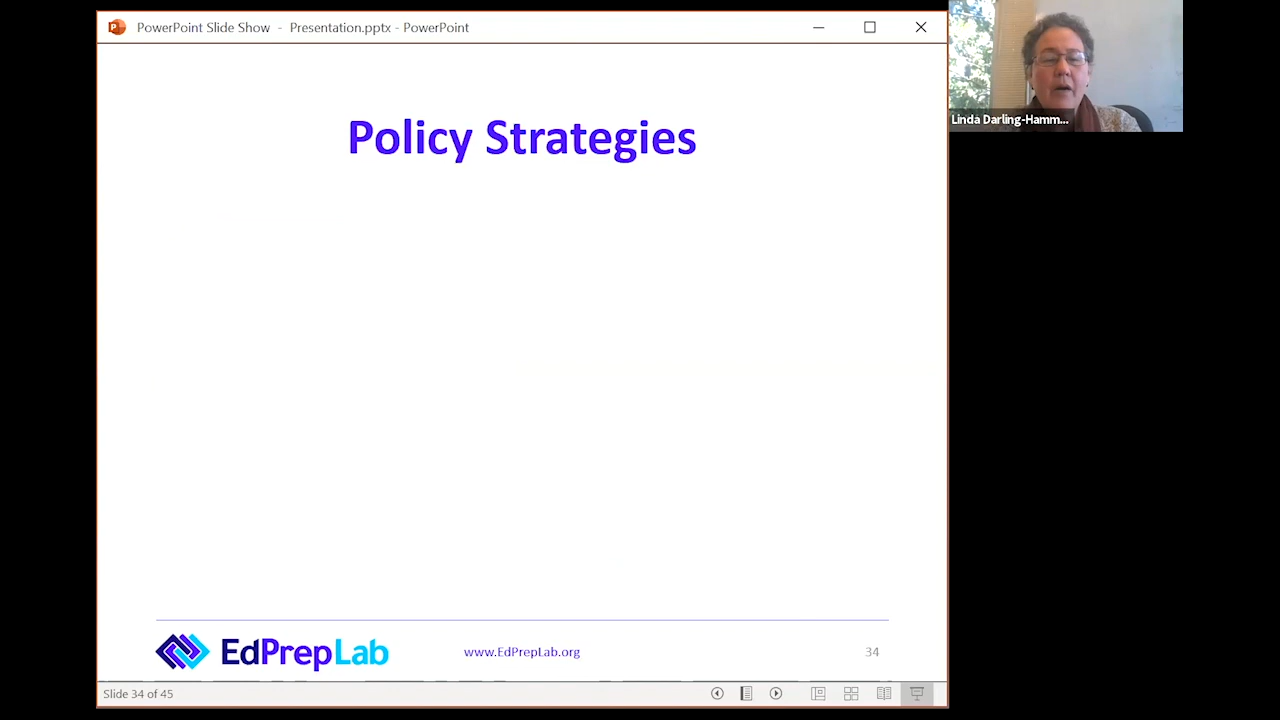 PowerPoint Slide Show - Presentation.pptx - PowerPoint
Linda Darling-Hamm...
Policy Strategies
EdPrepLab
www.EdPrepLab.org
34
Slide 34 of 45